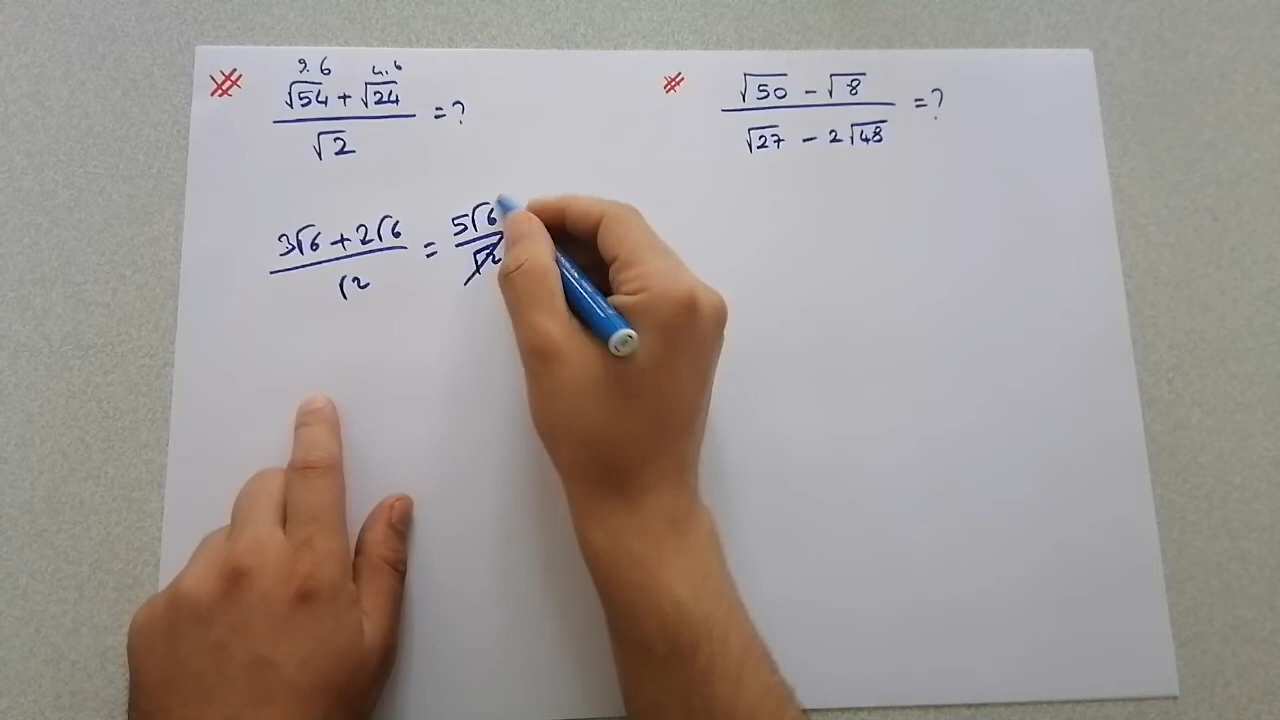 9.6 4.6
√54 + √24 / √2 = ?
3√6 + 2√6 / √2 = 5√6 / √2
√50 - √8 / √27 - 2√48 = ?